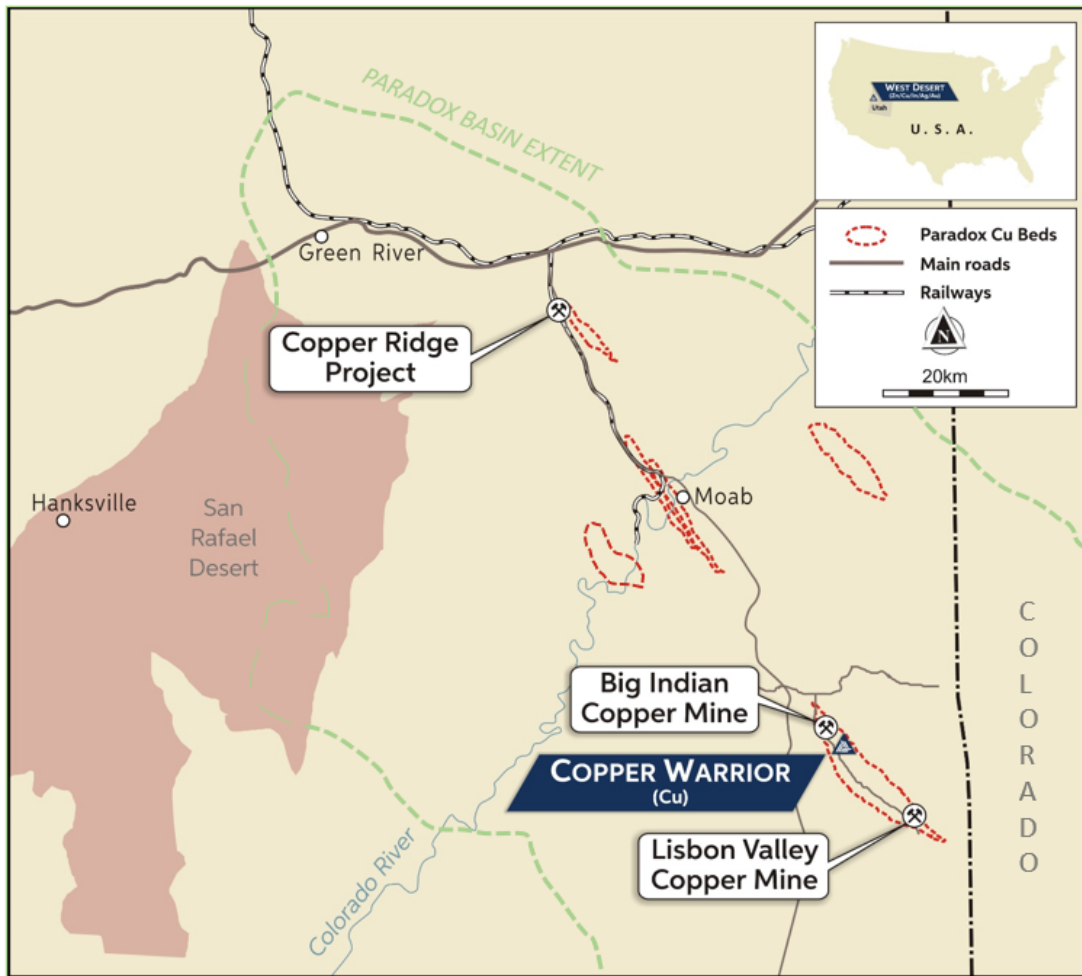 PARADOX BASIN EXTENT
WEST DESERT
(Zn/Cu/In/Ag/Au)
Utah
U. S. A.
Paradox Cu Beds
Main roads
Railways
N
20km
Green River
Copper Ridge
Project
Hanksville
San
Rafael
Desert
Moab
Big Indian
Copper Mine
COPPER WARRIOR
(Cu)
Lisbon Valley
Copper Mine
Colorado River
COLORADO